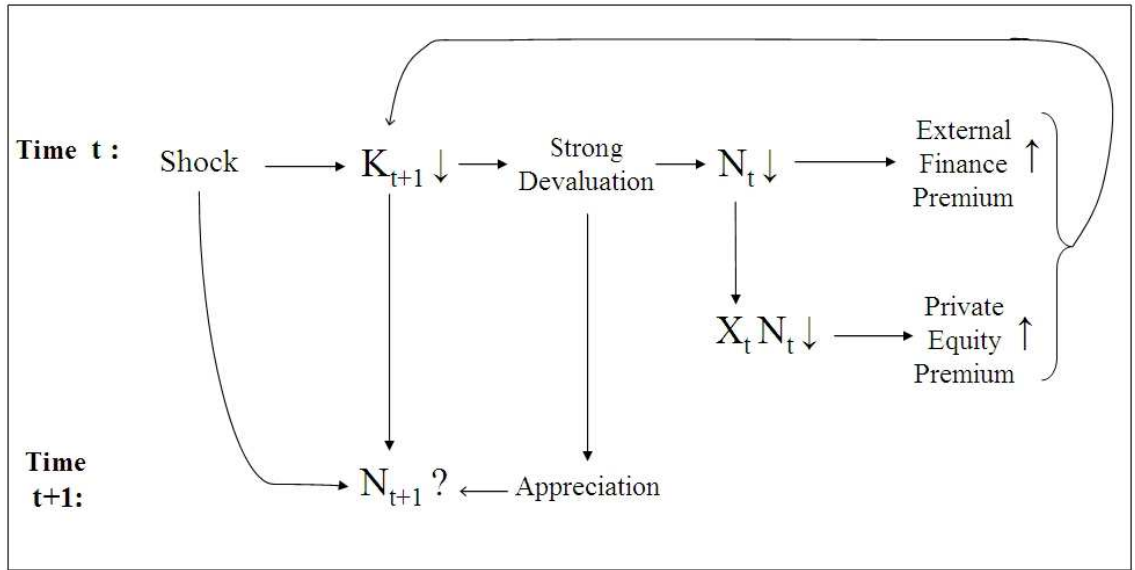 Time t :
Shock
K_{t+1} ↓
Strong
Devaluation
N_t ↓
External
Finance
Premium
↑
X_t N_t ↓
Private
Equity
Premium
↑
Time
t+1:
N_{t+1} ?
Appreciation